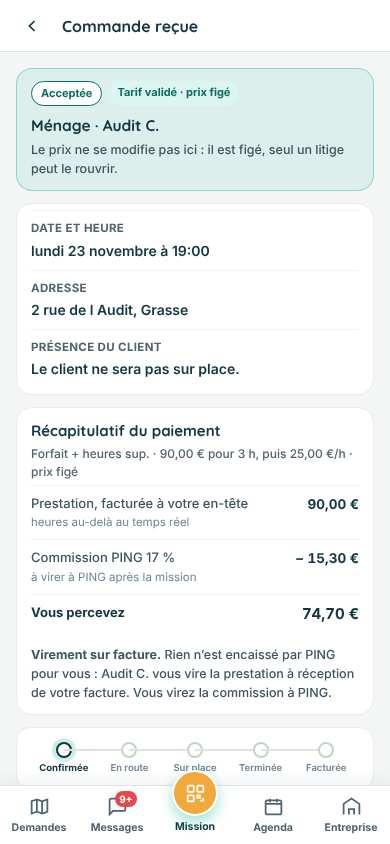 Commande reçue
Acceptée
Tarif validé · prix figé
Ménage · Audit C.
Le prix ne se modifie pas ici : il est figé, seul un litige
peut le rouvrir.
DATE ET HEURE
lundi 23 novembre à 19:00
ADRESSE
2 rue de l Audit, Grasse
PRÉSENCE DU CLIENT
Le client ne sera pas sur place.
Récapitulatif du paiement
Forfait + heures sup. · 90,00 € pour 3 h, puis 25,00 €/h ·
prix figé
Prestation, facturée à votre en-tête
90,00 €
heures au-delà au temps réel
Commission PING 17 %
− 15,30 €
à virer à PING après la mission
Vous percevez
74,70 €
Virement sur facture. Rien n’est encaissé par PING
pour vous : Audit C. vous vire la prestation à réception
de votre facture. Vous virez la commission à PING.
Confirmée
En route
Sur place
Terminée
Facturée
9+
Demandes
Messages
Mission
Agenda
Entreprise